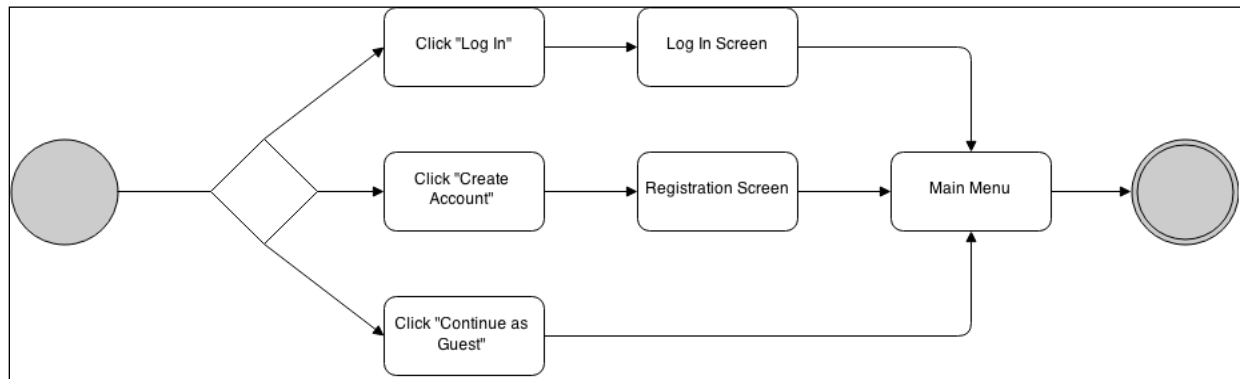 Click "Log In"
Log In Screen
Click "Create
Account"
Registration Screen
Main Menu
Click "Continue as
Guest"